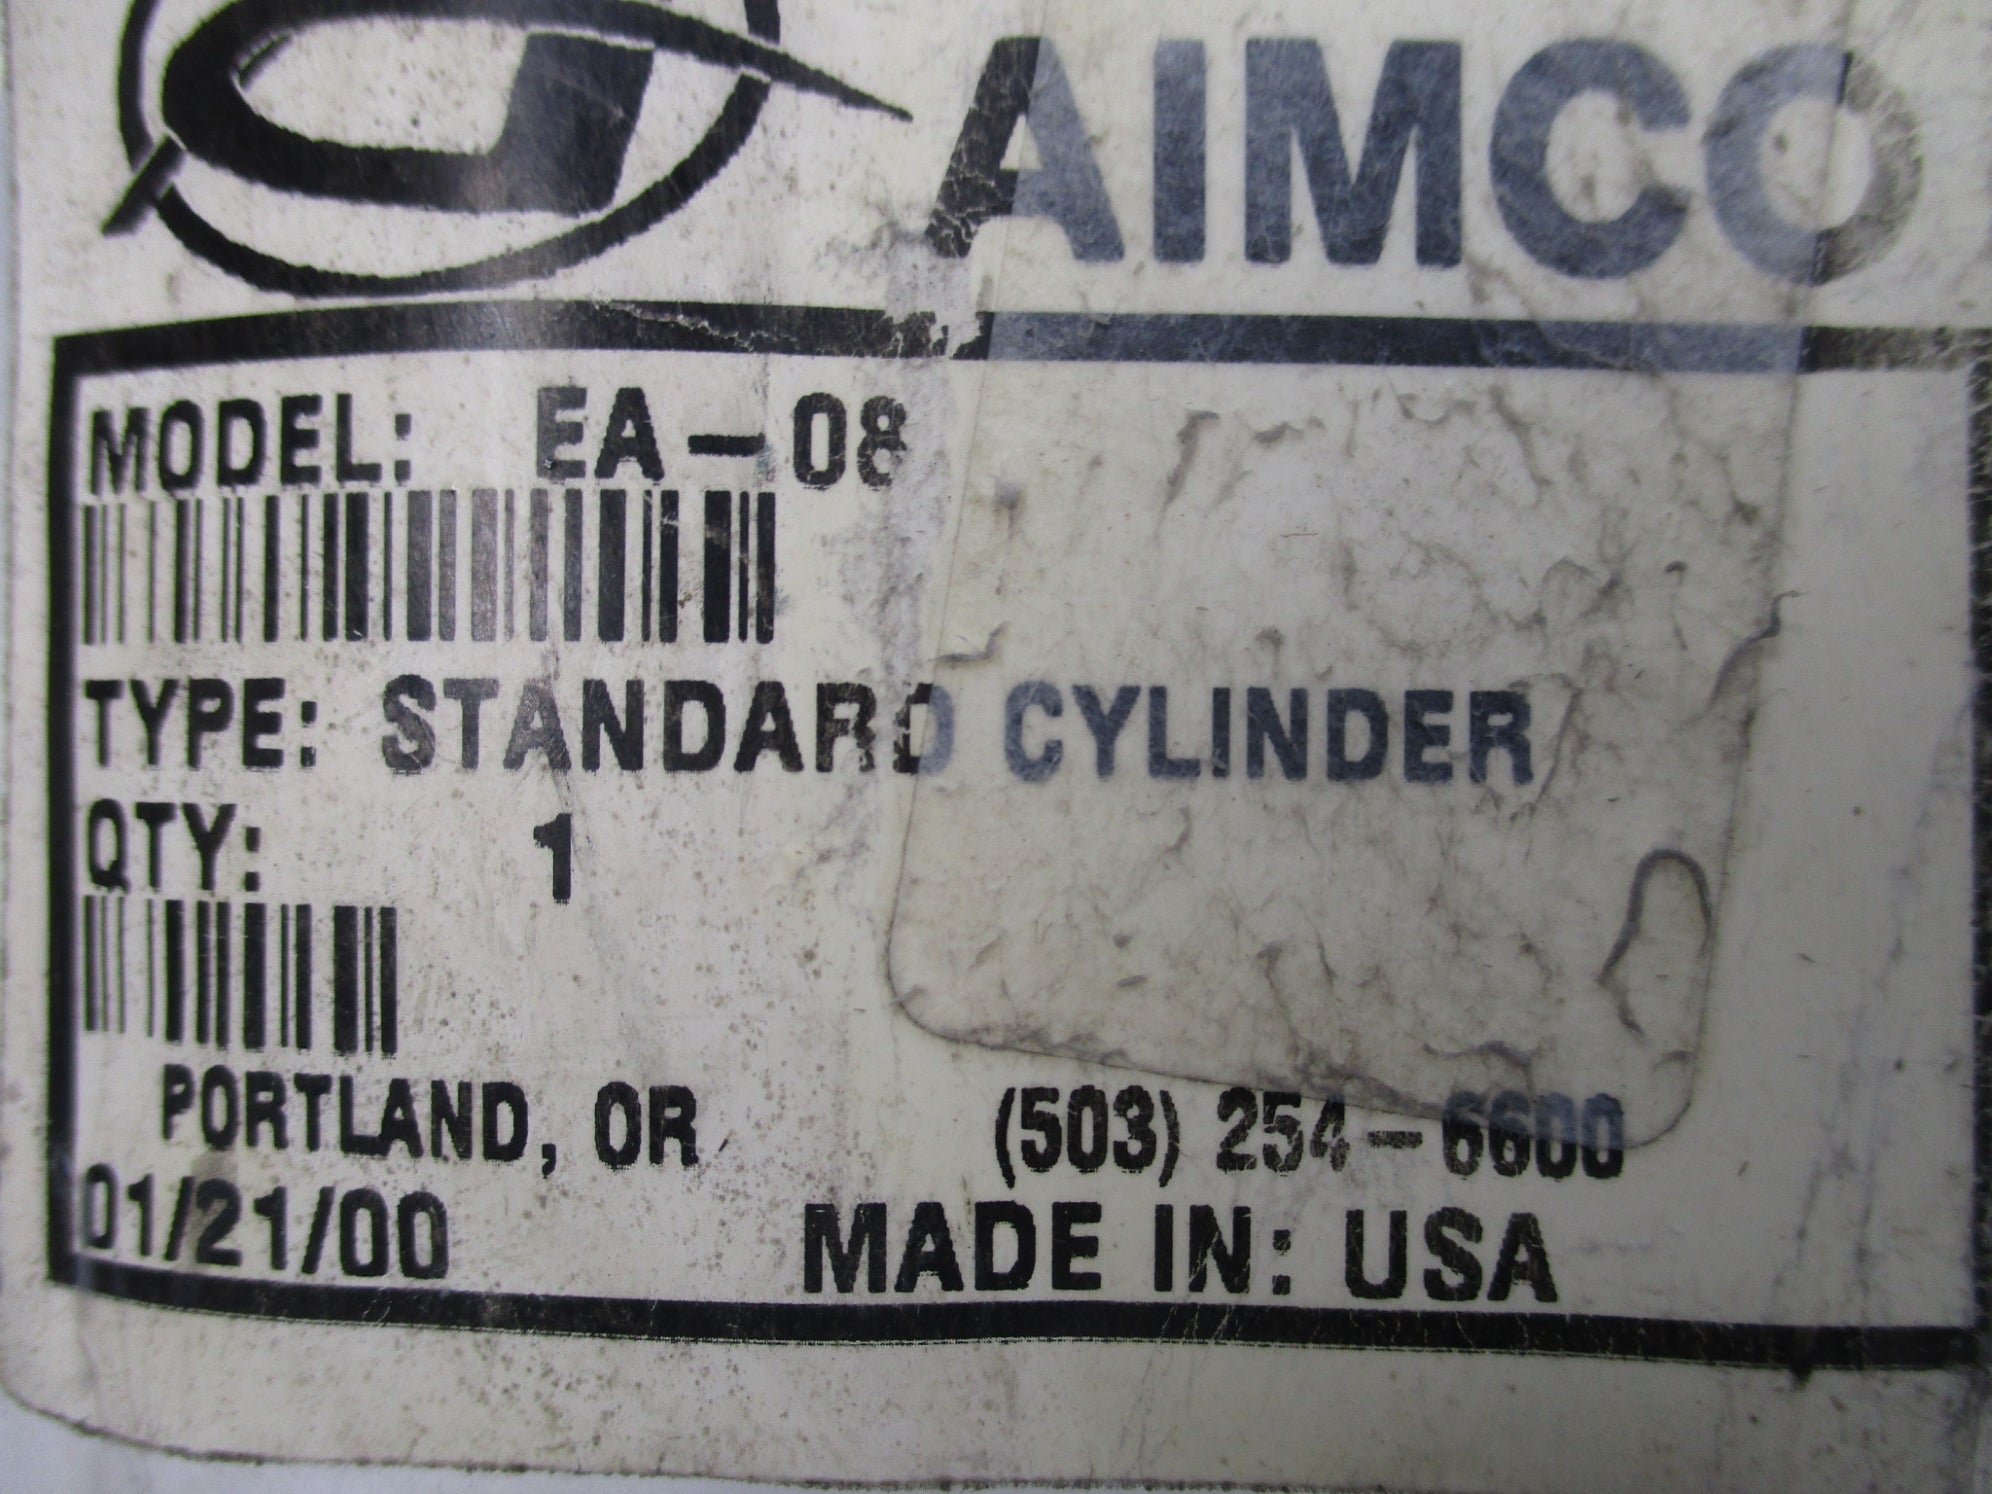 AIMCO
MODEL: EA-08
TYPE: STANDARD CYLINDER
QTY: 1
PORTLAND, OR (503) 254-6600
01/21/00 MADE IN: USA